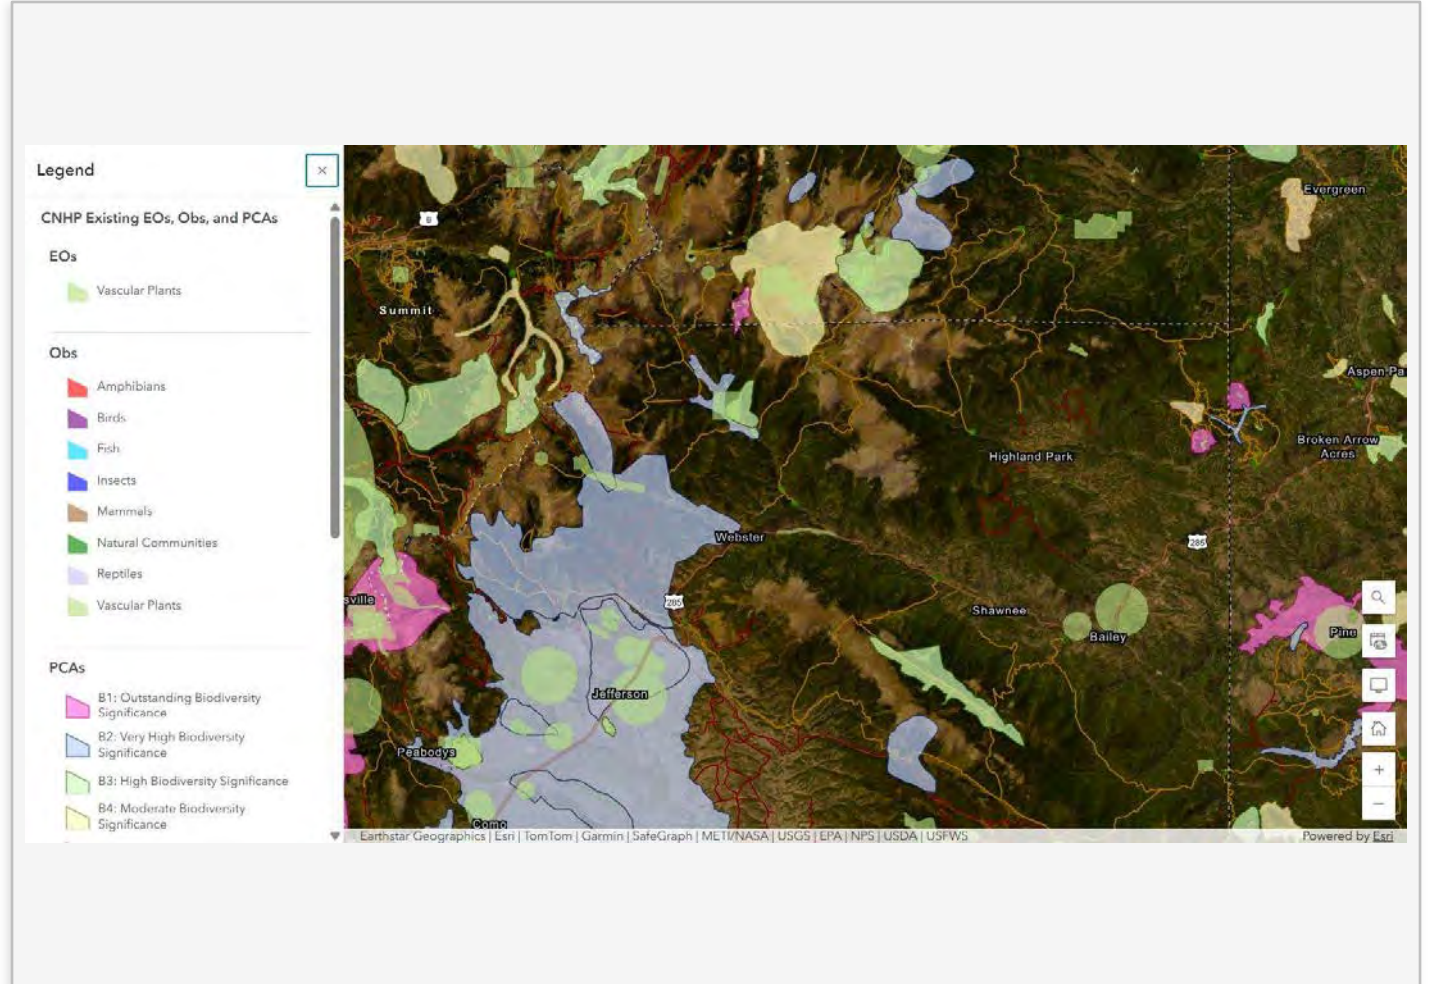 Legend
CNHP Existing EOs, Obs, and PCAs
EOs
Vascular Plants
Obs
Amphibians
Birds
Fish
Insects
Mammals
Natural Communities
Reptiles
Vascular Plants
PCAs
B1: Outstanding Biodiversity
Significance
B2: Very High Biodiversity
Significance
B3: High Biodiversity Significance
B4: Moderate Biodiversity
Significance
Evergreen
Summit
Aspen Pa
Broken Arrow
Acres
Highland Park
Webster
285
285
sville
Shawnee
Bailey
Pine
Jefferson
Peabodys
Como
Earthstar Geographics | Esri | TomTom | Garmin | SafeGraph | METI/NASA | USGS | EPA | NPS | USDA | USFWS
Powered by Esri